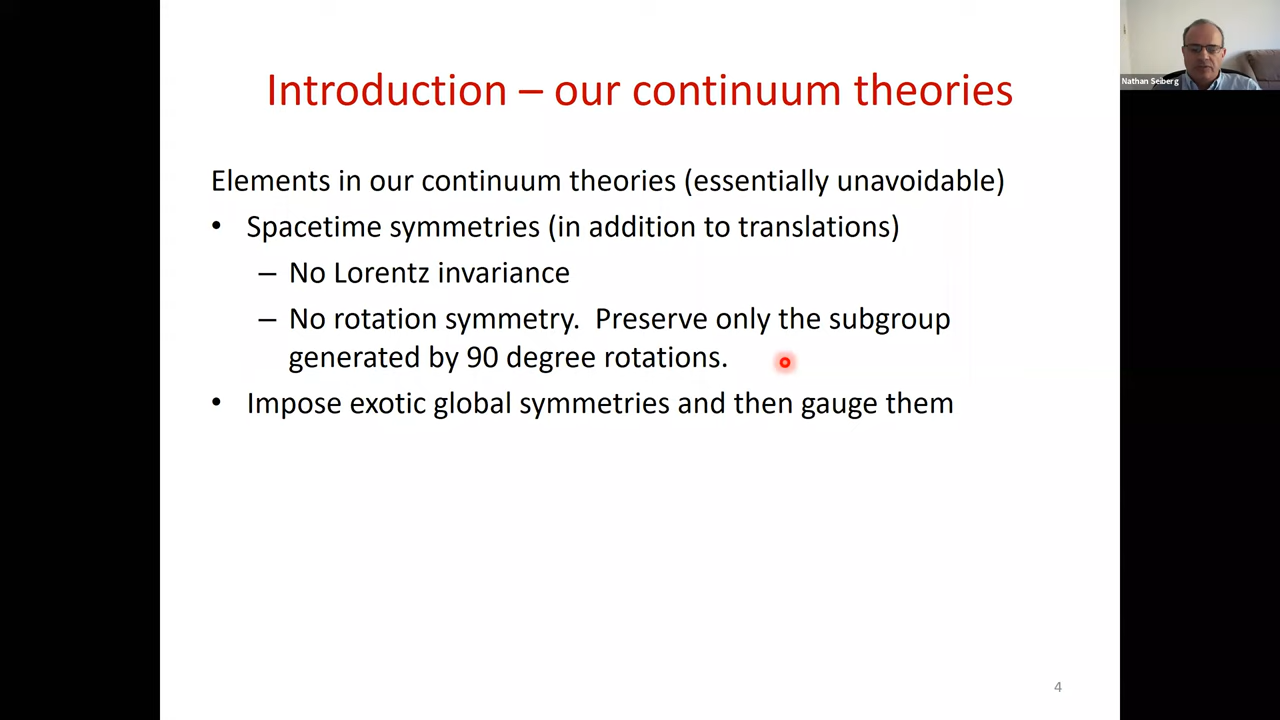 Introduction – our continuum theories
Nathan Seiberg
Elements in our continuum theories (essentially unavoidable)
• Spacetime symmetries (in addition to translations)
– No Lorentz invariance
– No rotation symmetry. Preserve only the subgroup
generated by 90 degree rotations.
• Impose exotic global symmetries and then gauge them
4